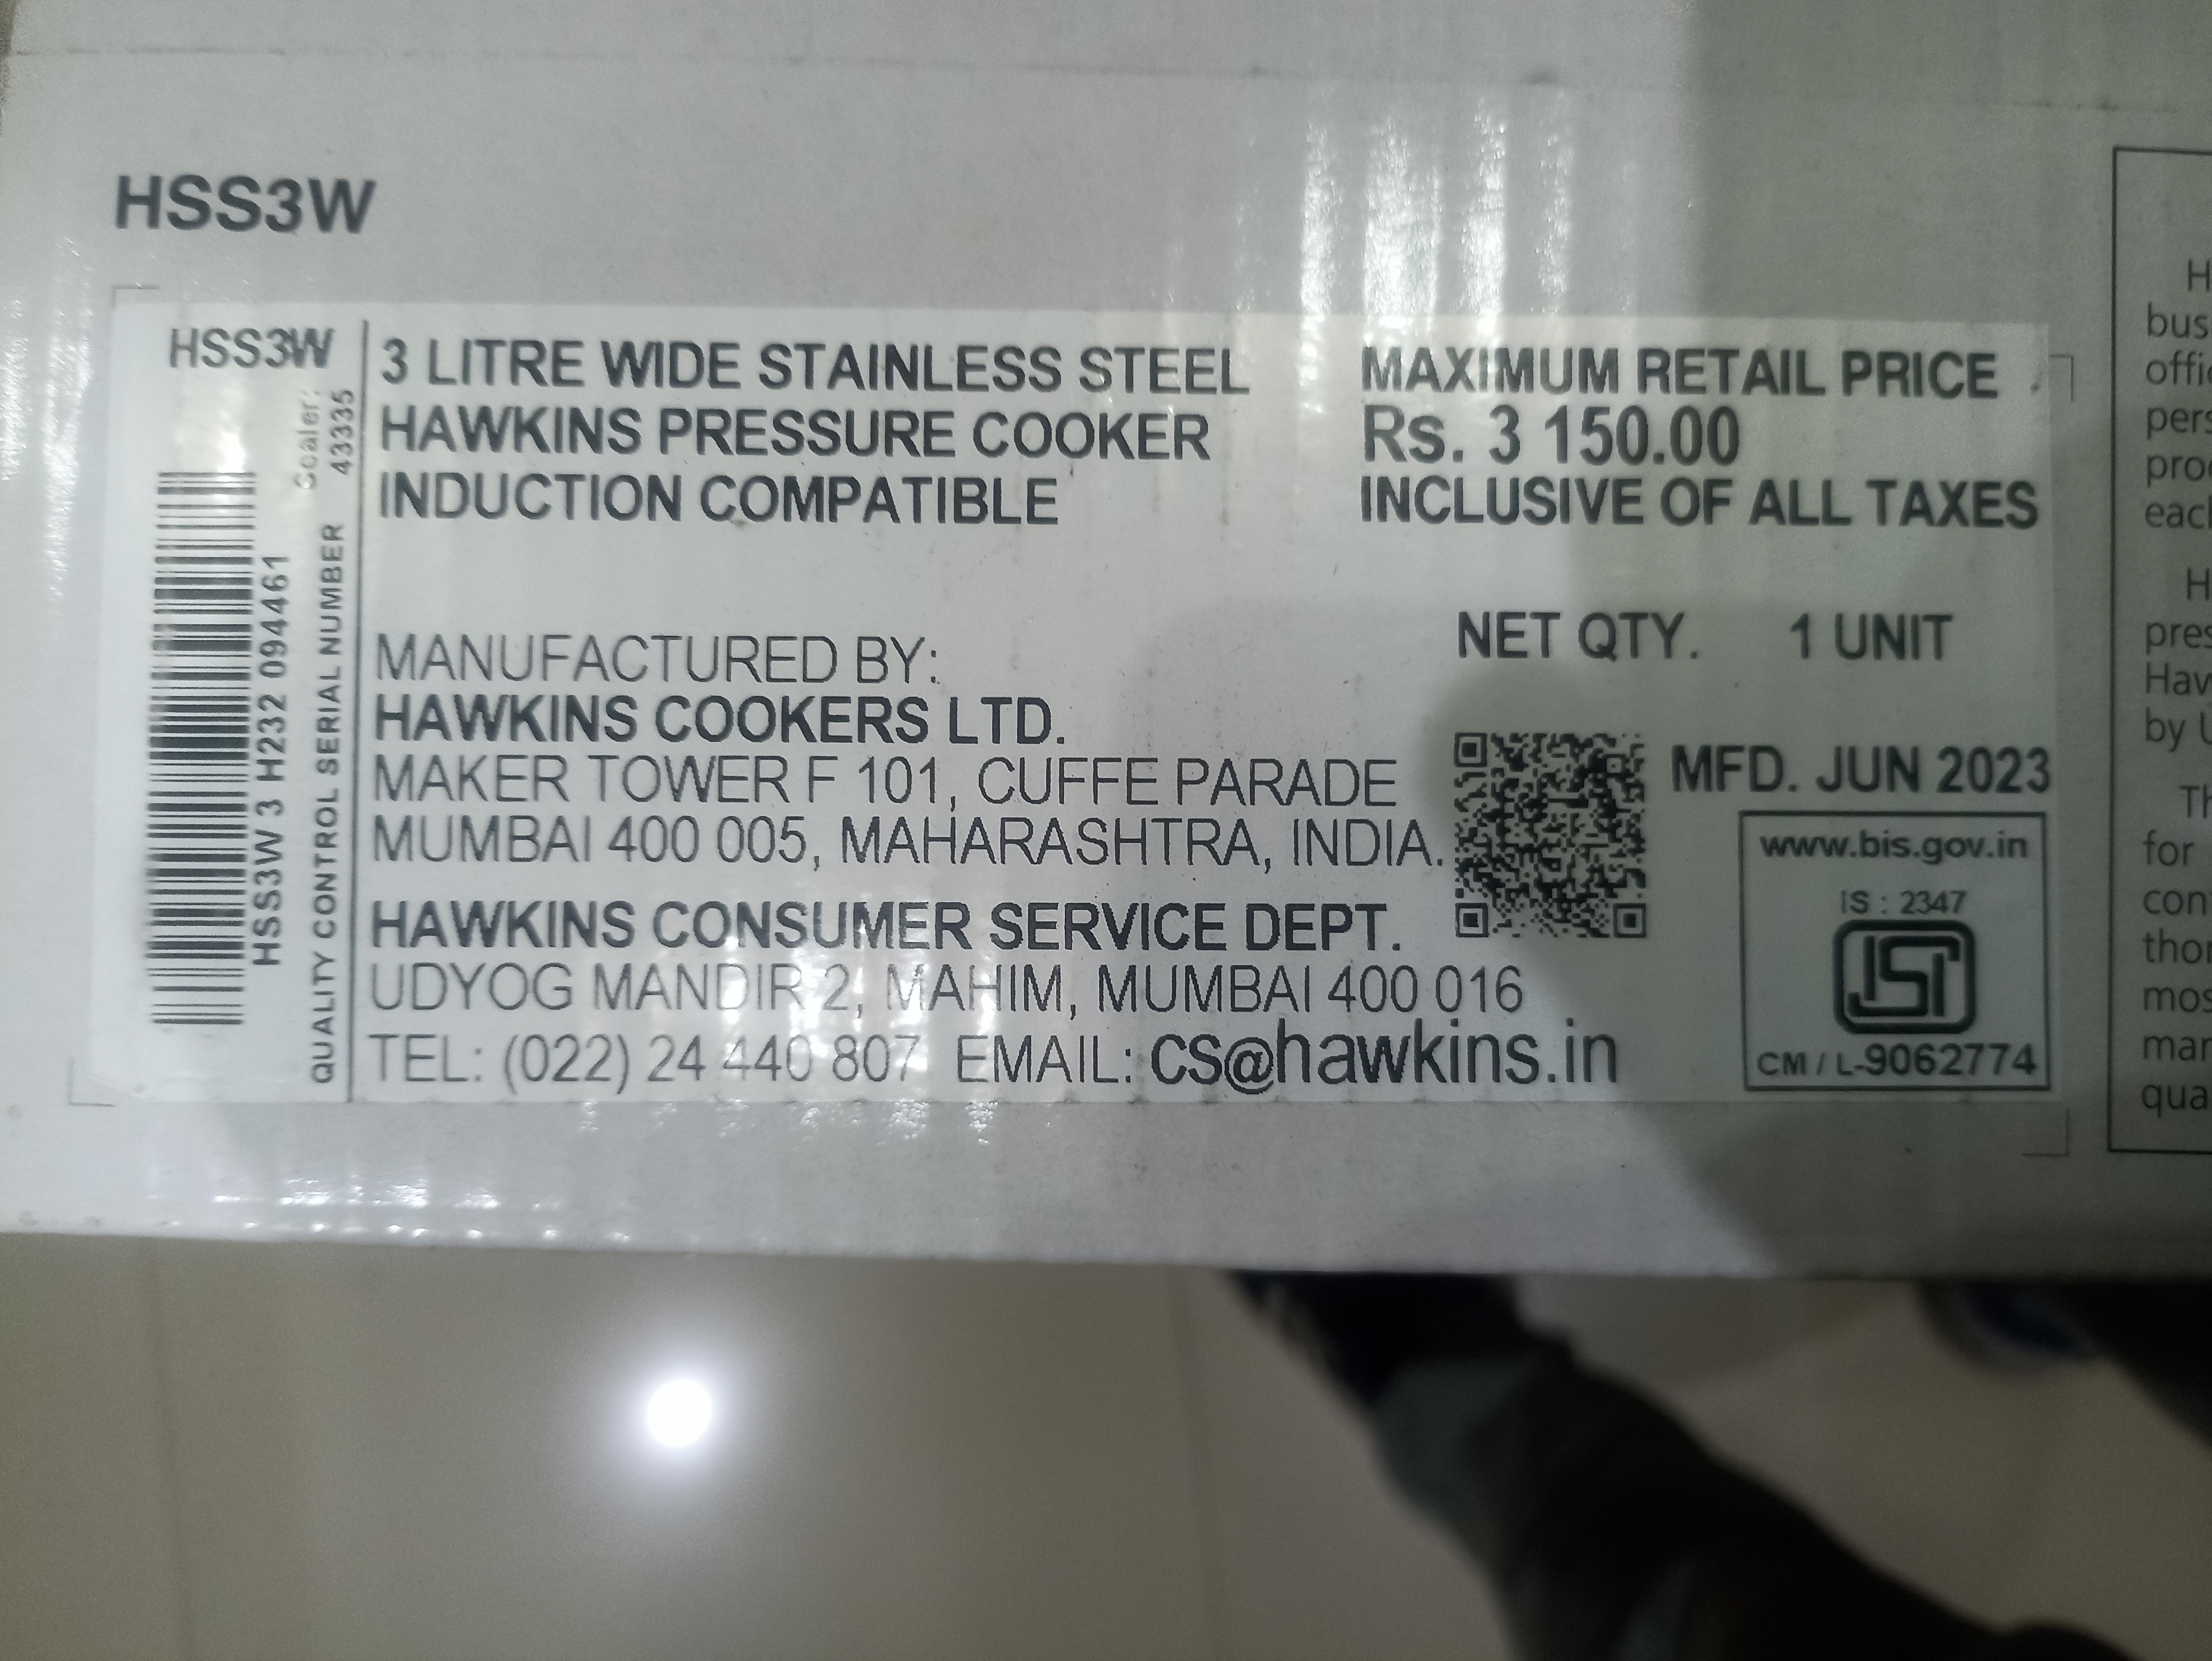 HSS3W
HSS3W
3 LITRE WIDE STAINLESS STEEL
HAWKINS PRESSURE COOKER
INDUCTION COMPATIBLE
MAXIMUM RETAIL PRICE
Rs. 3 150.00
INCLUSIVE OF ALL TAXES
NET QTY. 1 UNIT
MANUFACTURED BY:
HAWKINS COOKERS LTD.
MAKER TOWER F 101, CUFFE PARADE
MUMBAI 400 005, MAHARASHTRA, INDIA.
HAWKINS CONSUMER SERVICE DEPT.
UDYOG MANDIR 2, MAHIM, MUMBAI 400 016
TEL: (022) 24 440 807 EMAIL: cs@hawkins.in
MFD. JUN 2023
www.bis.gov.in
IS : 2347
ISI
CM / L-9062774
HSS3W 3 H232 094461
QUALITY CONTROL SERIAL NUMBER
43335
for
by